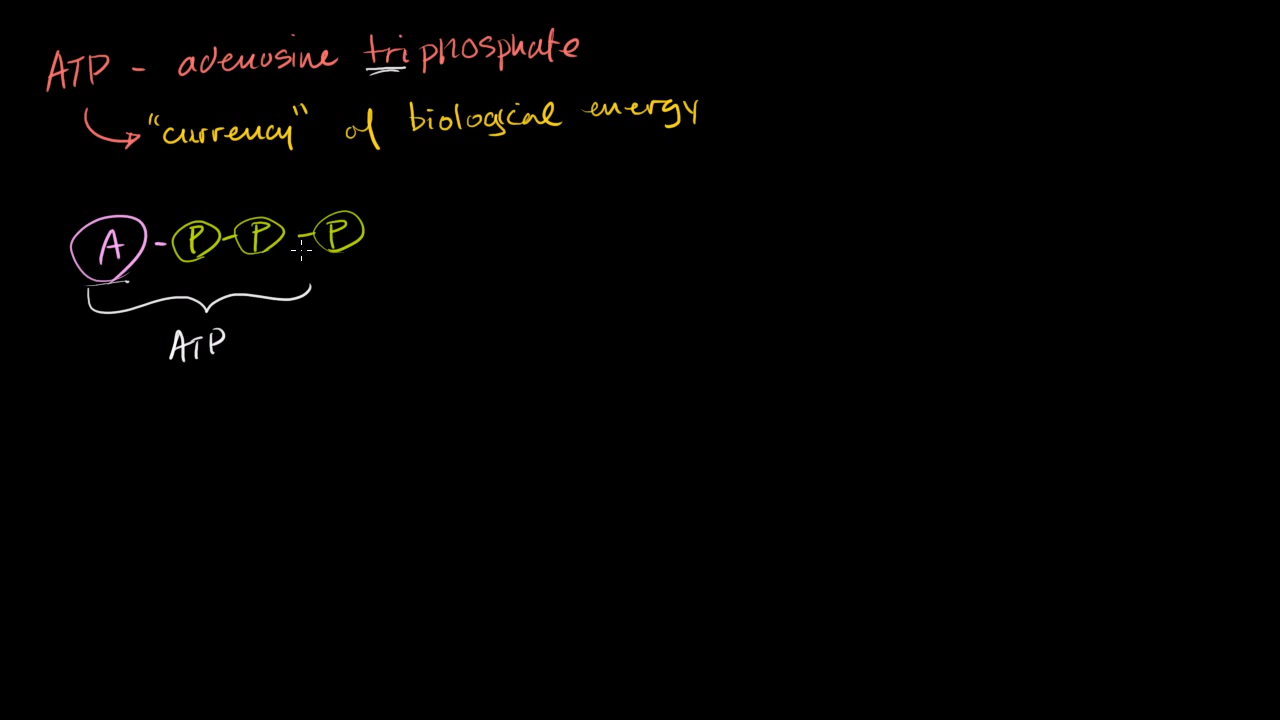 ATP - adenosine triphosphate
"currency" of biological energy
A - P - P - P
ATP